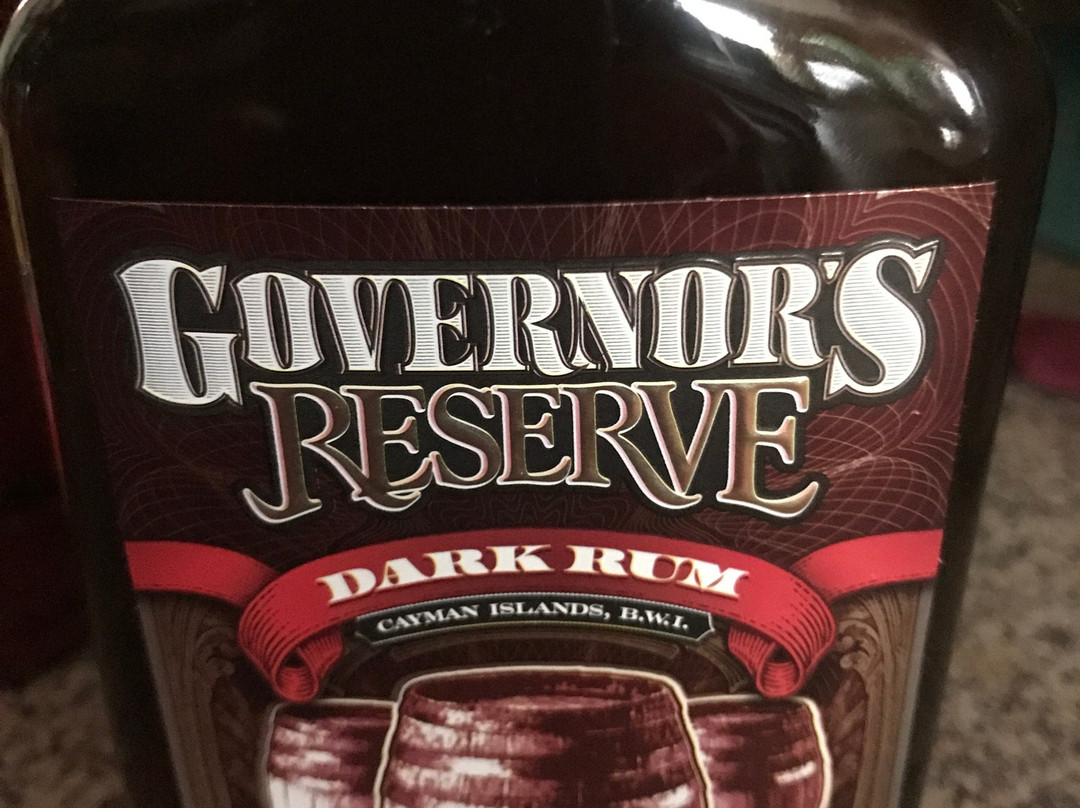 GOVERNOR'S
RESERVE
DARK RUM
CAYMAN ISLANDS, B.W.I.